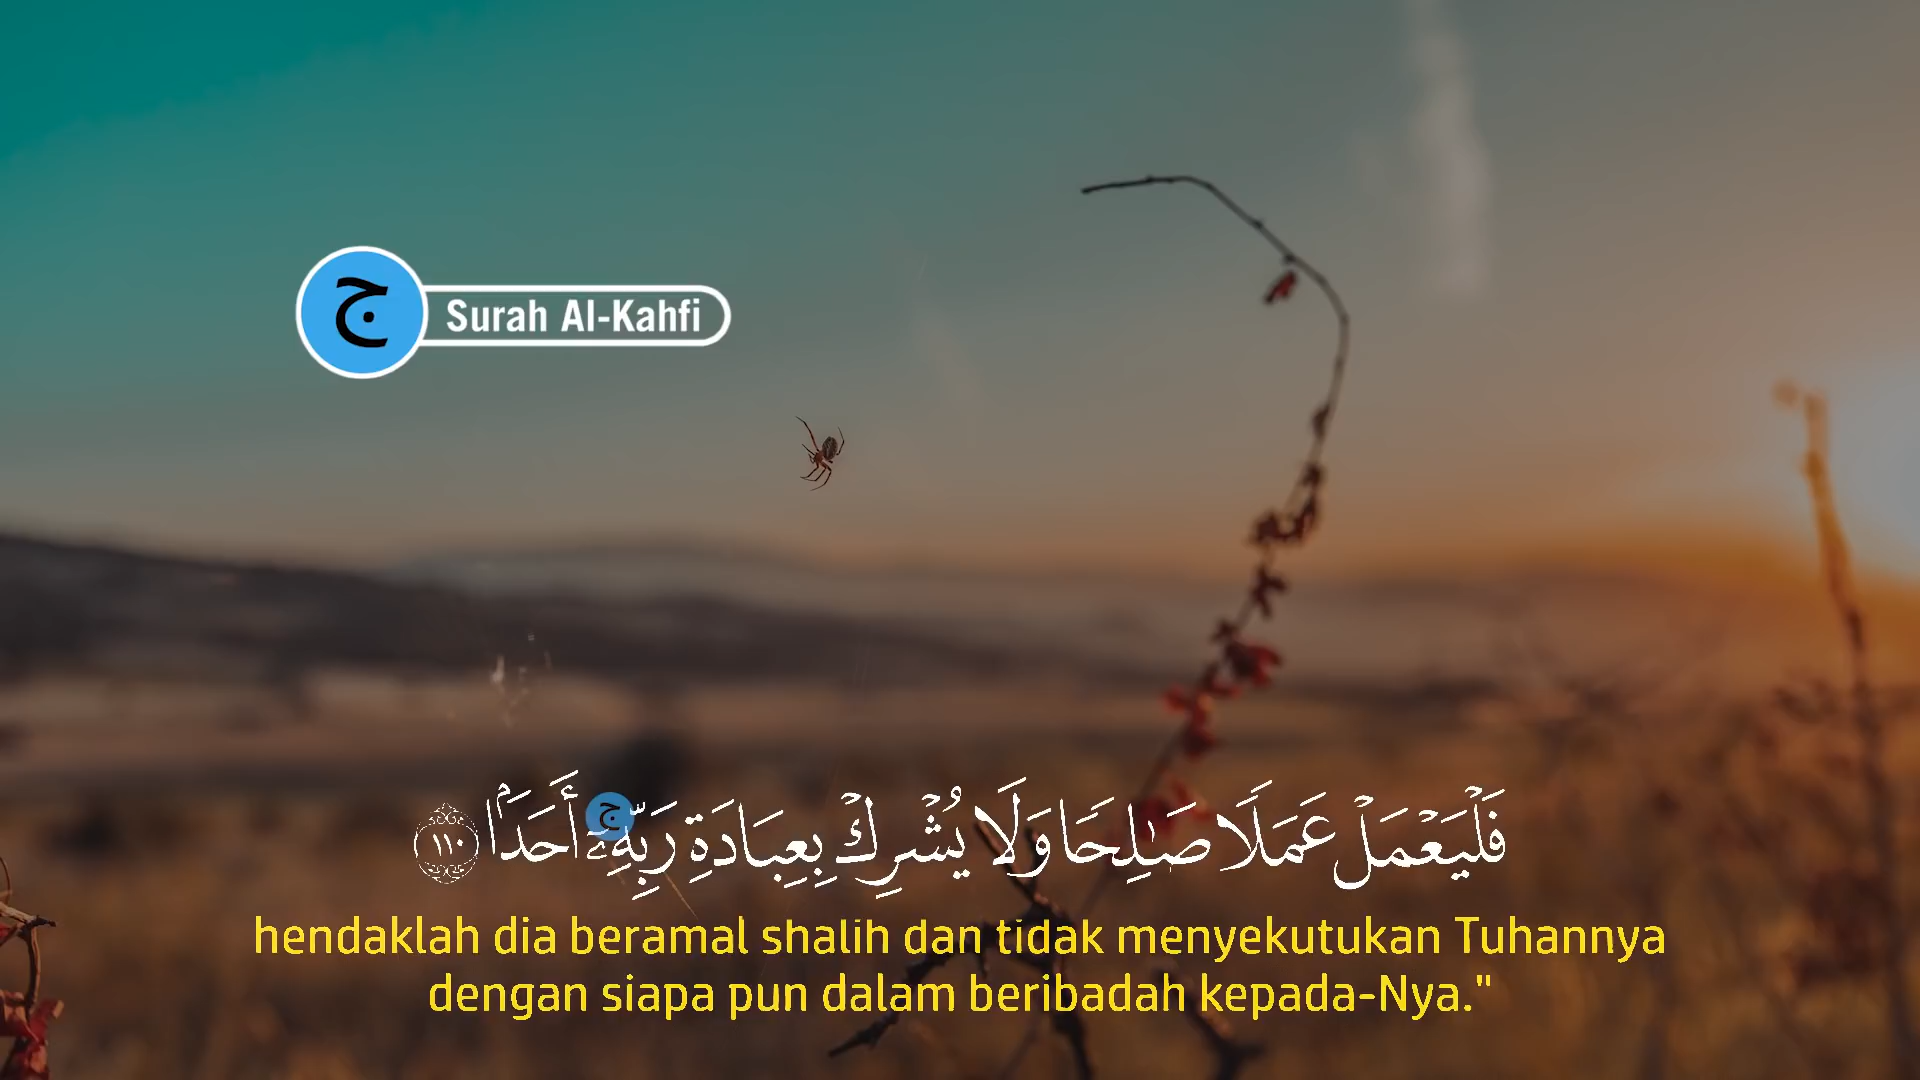 ج
Surah Al-Kahfi
فَلْيَعْمَلْ عَمَلًا صَـٰلِحًا وَلَا يُشْرِكْ بِعِبَادَةِ رَبِّهِۦٓ أَحَدًۢا ١١٠
ج
hendaklah dia beramal shalih dan tidak menyekutukan Tuhannya
dengan siapa pun dalam beribadah kepada-Nya."